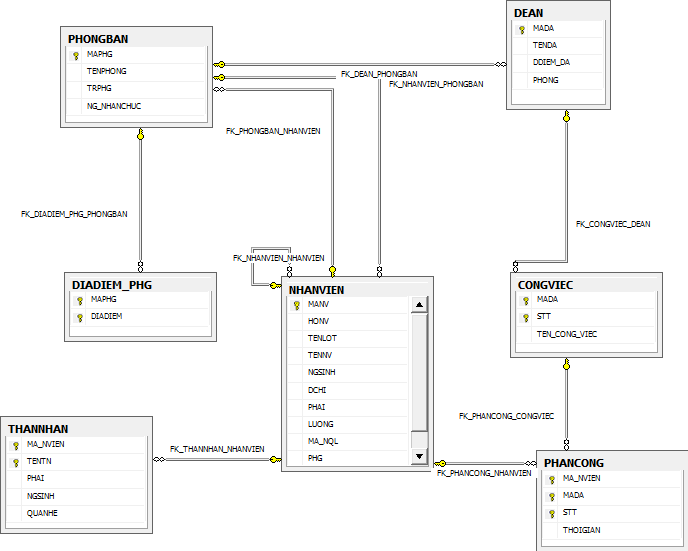 PHONGBAN
MAPHG
TENPHONG
TRPHG
NG_NHANCHUC
DEAN
MADA
TENDA
DDIEM_DA
PHONG
FK_DEAN_PHONGBAN
FK_NHANVIEN_PHONGBAN
FK_PHONGBAN_NHANVIEN
FK_DIADIEM_PHG_PHONGBAN
FK_CONGVIEC_DEAN
FK_NHANVIEN_NHANVIEN
DIADIEM_PHG
MAPHG
DIADIEM
NHANVIEN
MANV
HONV
TENLOT
TENNV
NGSINH
DCHI
PHAI
LUONG
MA_NQL
PHG
CONGVIEC
MADA
STT
TEN_CONG_VIEC
FK_PHANCONG_CONGVIEC
THANNHAN
MA_NVIEN
TENTN
PHAI
NGSINH
QUANHE
FK_THANNHAN_NHANVIEN
FK_PHANCONG_NHANVIEN
PHANCONG
MA_NVIEN
MADA
STT
THOIGIAN